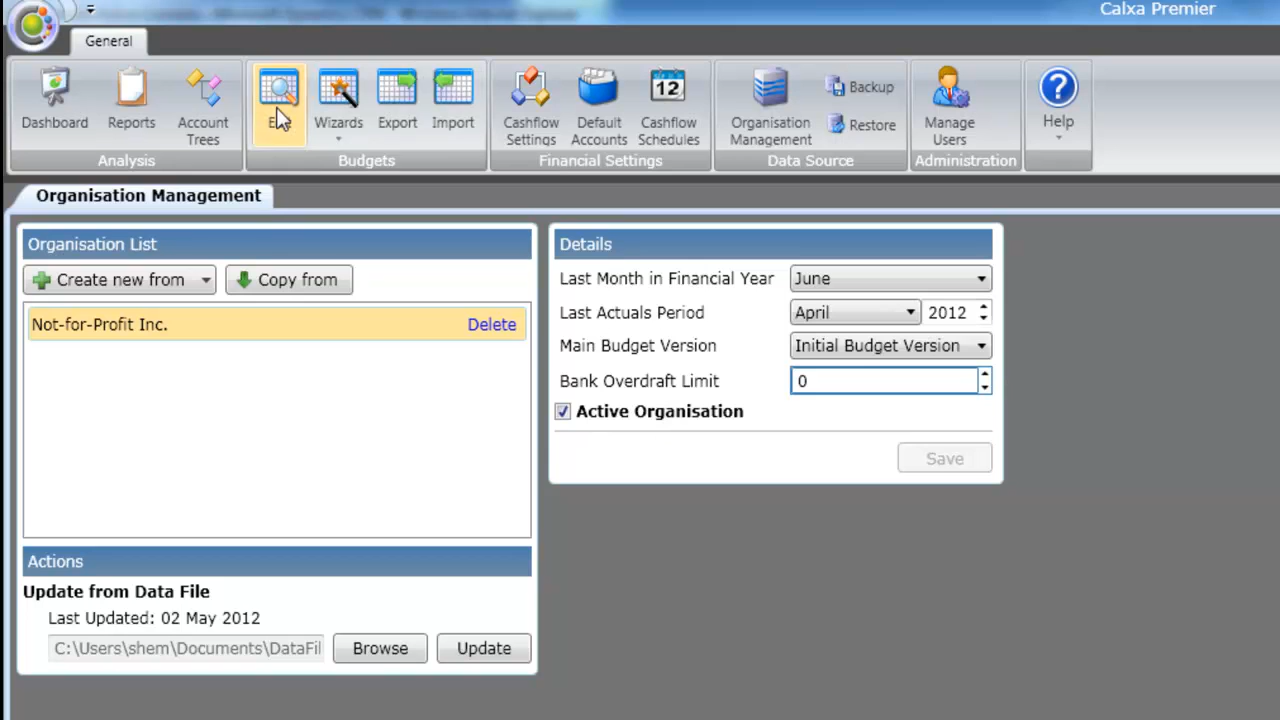 Calxa Premier
General
Dashboard
Reports
Account Trees
Analysis
Wizards
Export
Import
Budgets
Cashflow Settings
Default Accounts
Cashflow Schedules
Financial Settings
Organisation Management
Backup
Restore
Data Source
Manage Users
Administration
Help
Organisation Management
Organisation List
Create new from
Copy from
Not-for-Profit Inc. Delete
Actions
Update from Data File
Last Updated: 02 May 2012
C:\Users\shem\Documents\DataFil
Browse
Update
Details
Last Month in Financial Year June
Last Actuals Period April 2012
Main Budget Version Initial Budget Version
Bank Overdraft Limit 0
Active Organisation
Save